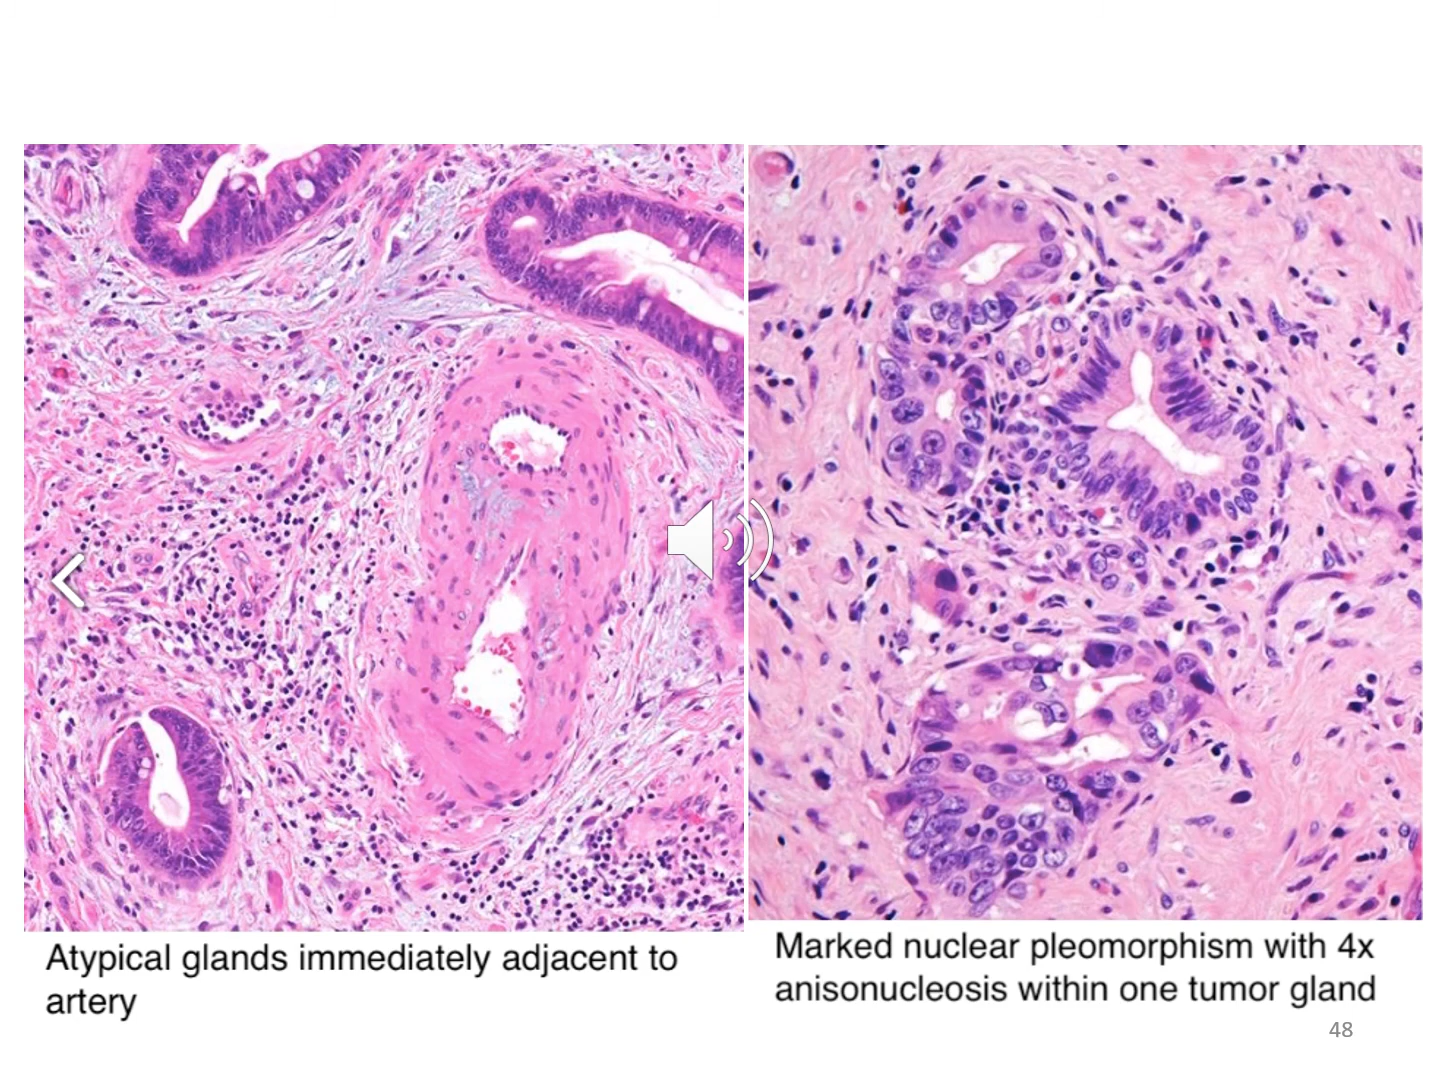 Atypical glands immediately adjacent to
artery
Marked nuclear pleomorphism with 4x
anisonucleosis within one tumor gland
48